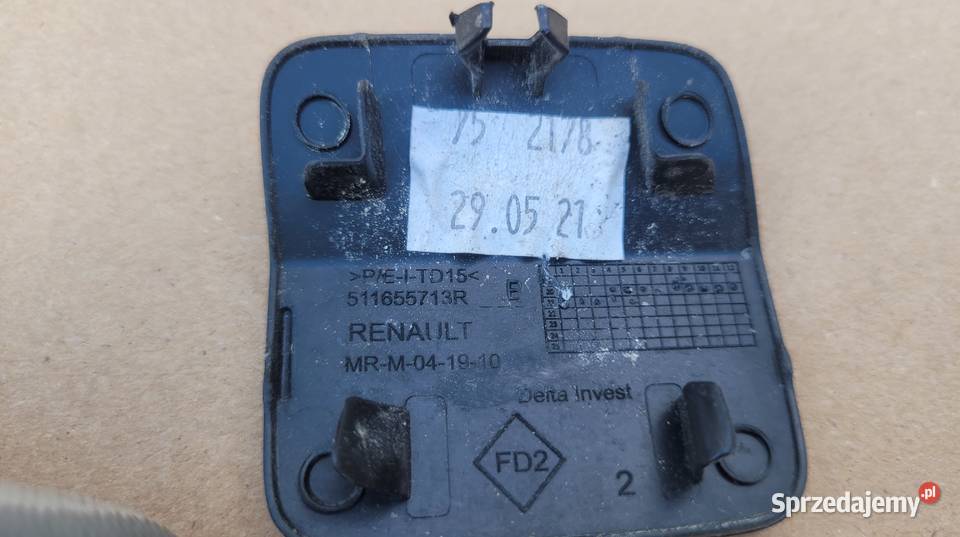 75 2178
29.05 21
>P/E-I-TD15<
511655713R
E
RENAULT
MR-M-04-19-10
Delta Invest
FD2
2
Sprzedajemy.pl